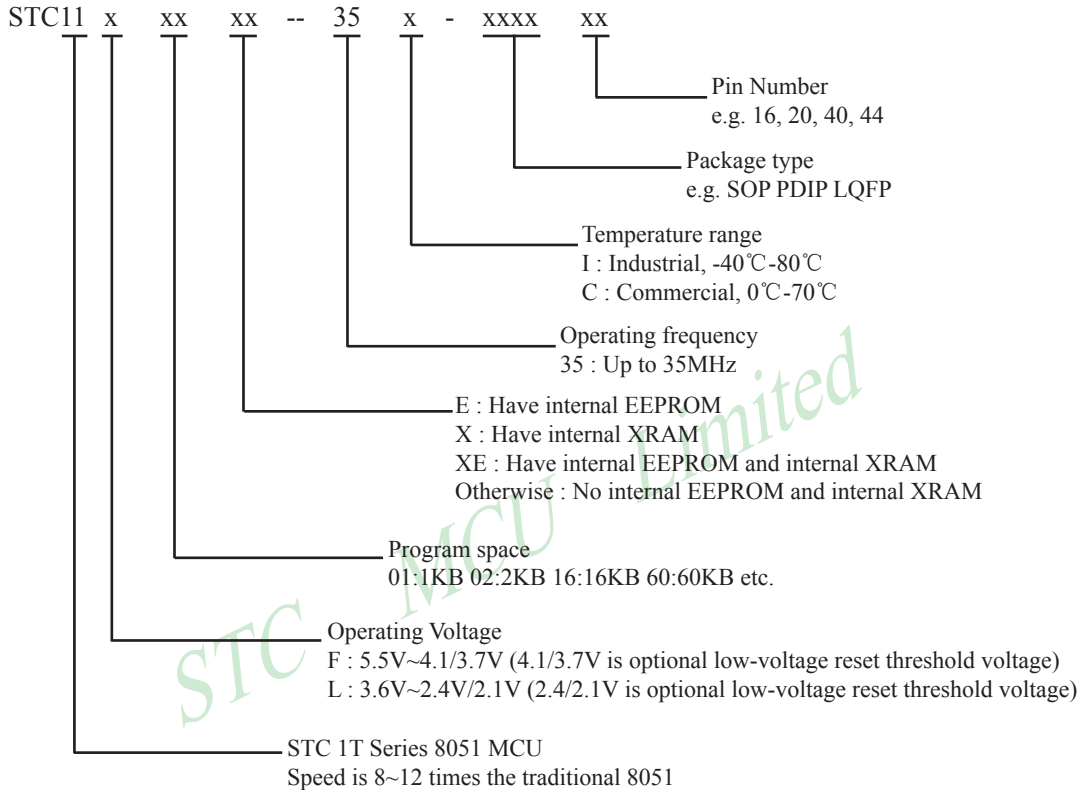 STC11 x xx xx -- 35 x - xxxx xx
Pin Number
e.g. 16, 20, 40, 44
Package type
e.g. SOP PDIP LQFP
Temperature range
I : Industrial, -40℃-80℃
C : Commercial, 0℃-70℃
Operating frequency
35 : Up to 35MHz
E : Have internal EEPROM
X : Have internal XRAM
XE : Have internal EEPROM and internal XRAM
Otherwise : No internal EEPROM and internal XRAM
Program space
01:1KB 02:2KB 16:16KB 60:60KB etc.
Operating Voltage
F : 5.5V~4.1/3.7V (4.1/3.7V is optional low-voltage reset threshold voltage)
L : 3.6V~2.4V/2.1V (2.4/2.1V is optional low-voltage reset threshold voltage)
STC 1T Series 8051 MCU
Speed is 8~12 times the traditional 8051
STC MCU Limited